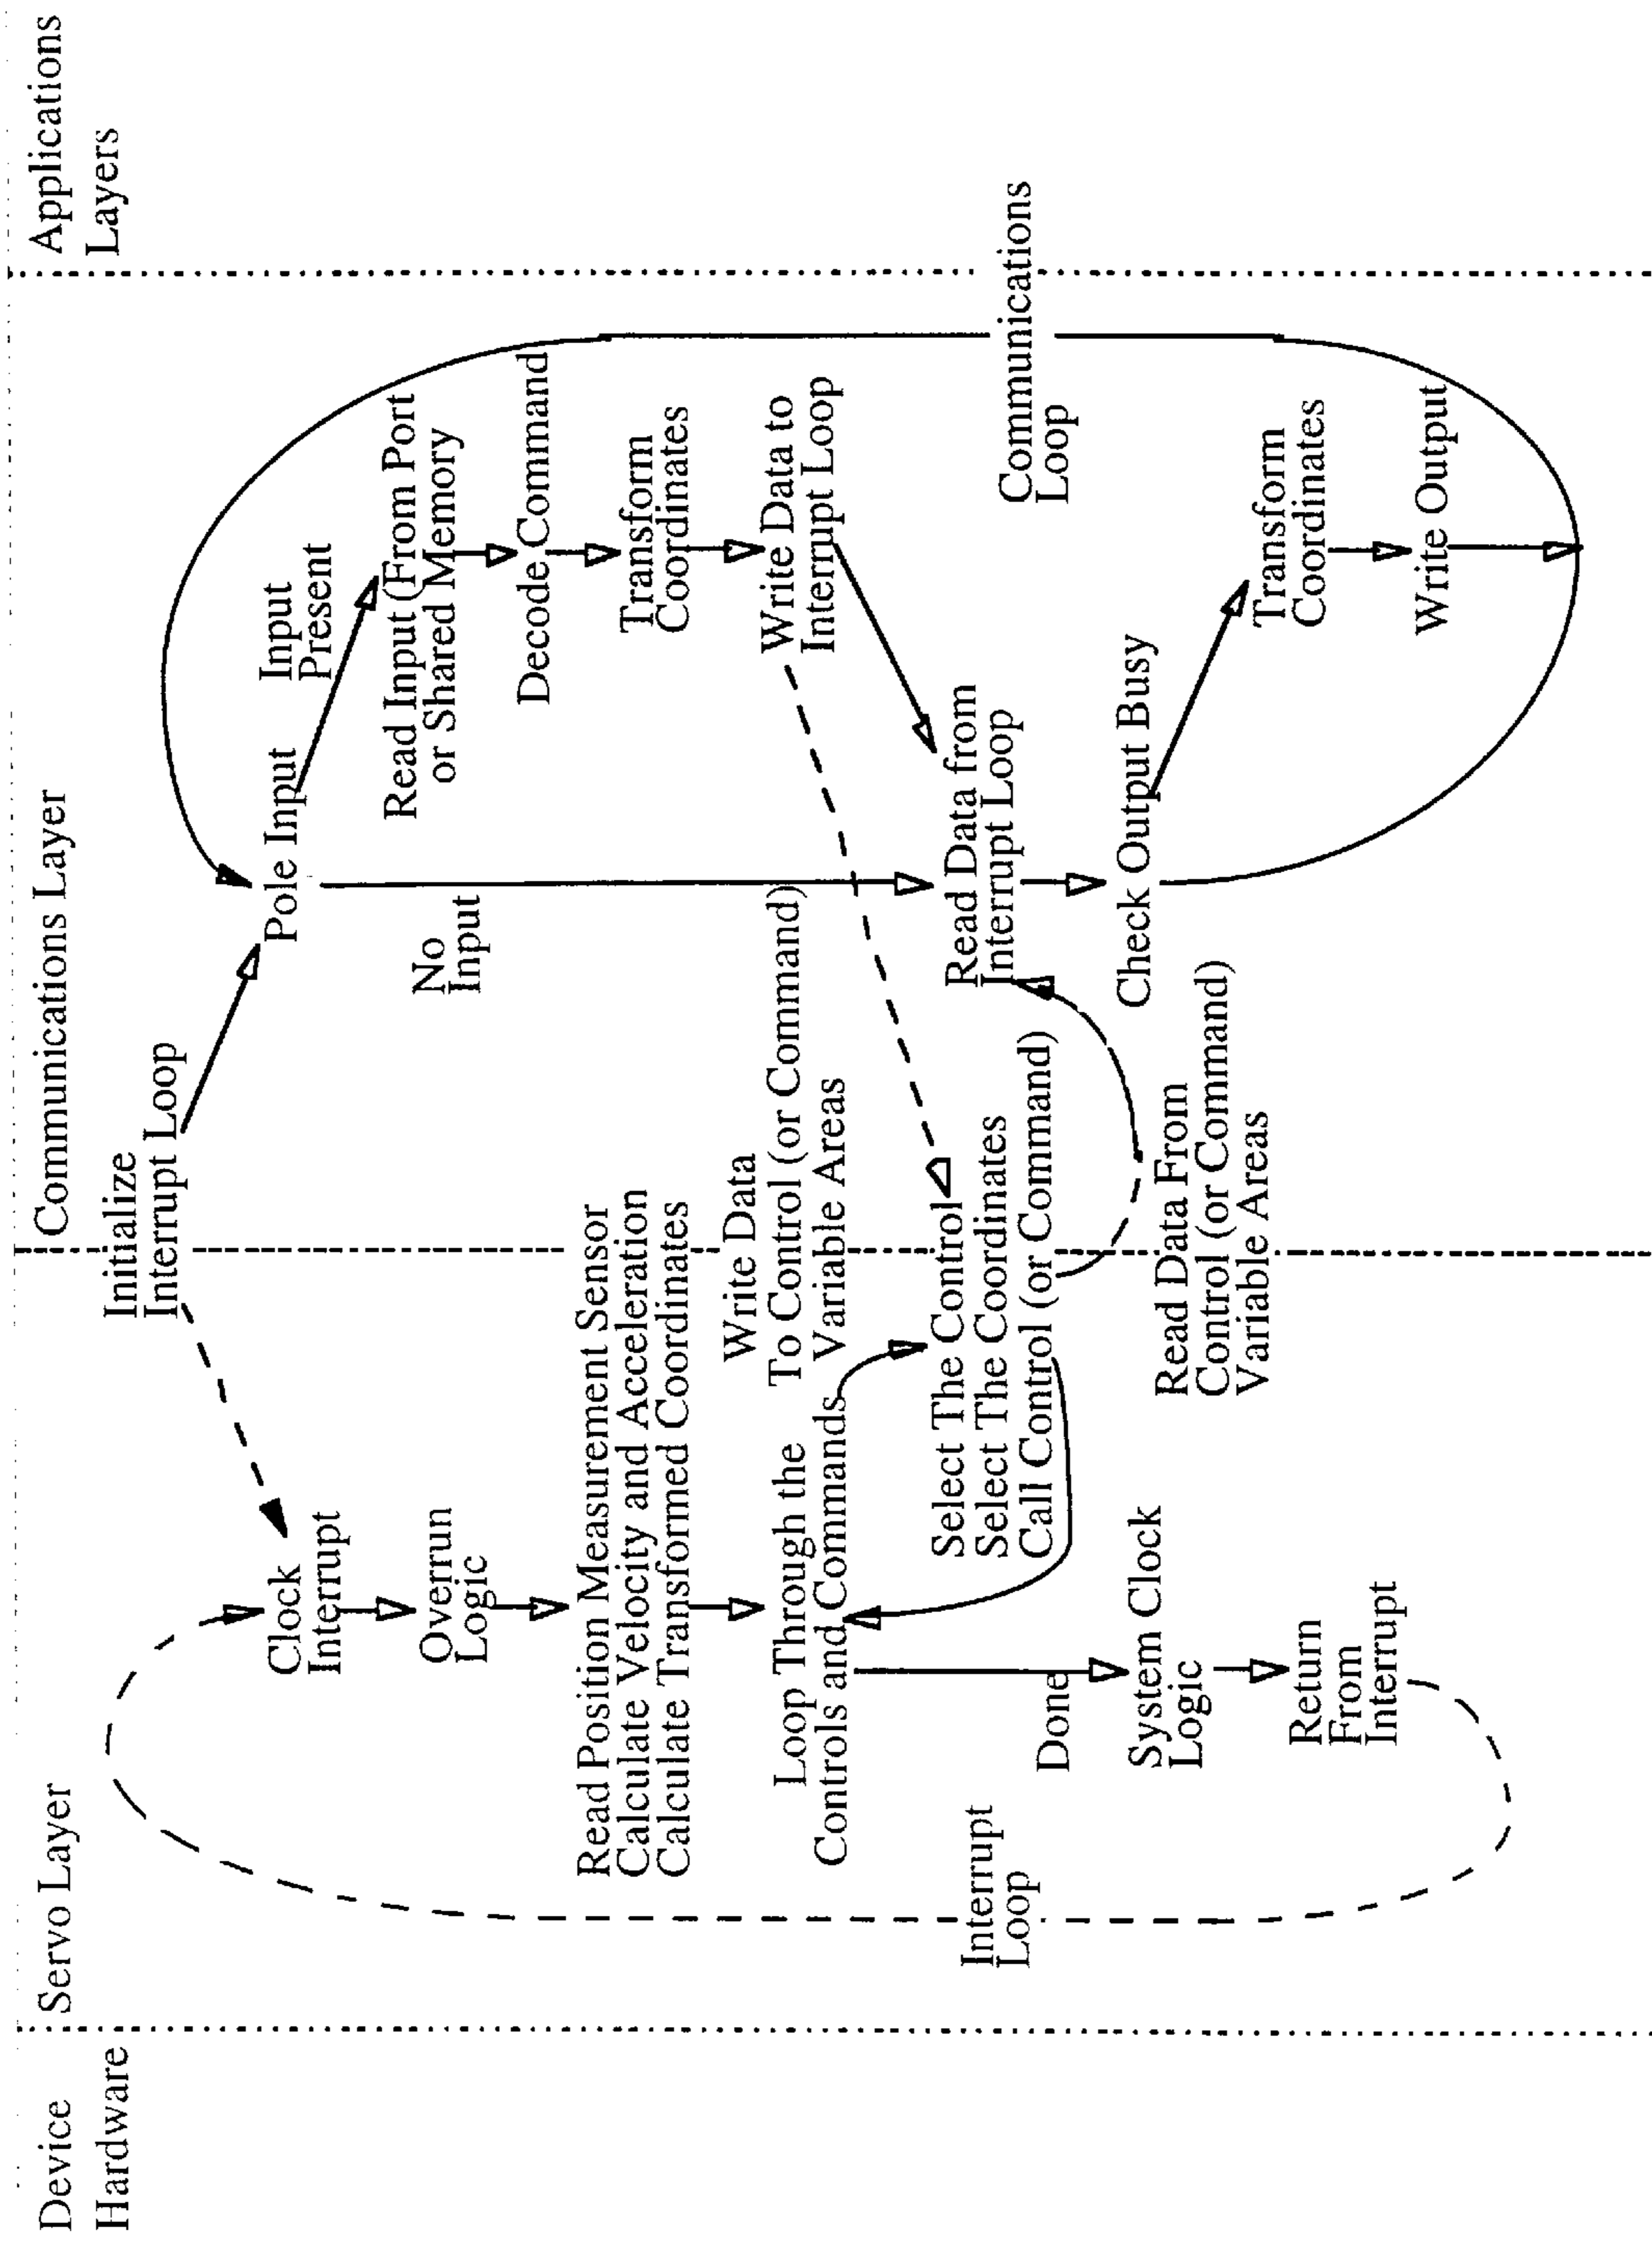 Device
Hardware
Servo Layer
Communications Layer
Applications
Layers
Initialize
Interrupt Loop
Clock
Interrupt
Overrun
Logic
Read Position Measurement Sensor
Calculate Velocity and Acceleration
Calculate Transformed Coordinates
Loop Through the
Controls and Commands
Write Data
To Control (or Command)
Variable Areas
Select The Control
Select The Coordinates
Call Control (or Command)
Interrupt
Loop
Done
System Clock
Logic
Return
From
Interrupt
Read Data From
Control (or Command)
Variable Areas
Pole Input
Input
Present
No
Input
Read Input (From Port
or Shared Memory
Decode Command
Transform
Coordinates
Write Data to
Interrupt Loop
Read Data from
Interrupt Loop
Communications
Loop
Check Output Busy
Transform
Coordinates
Write Output